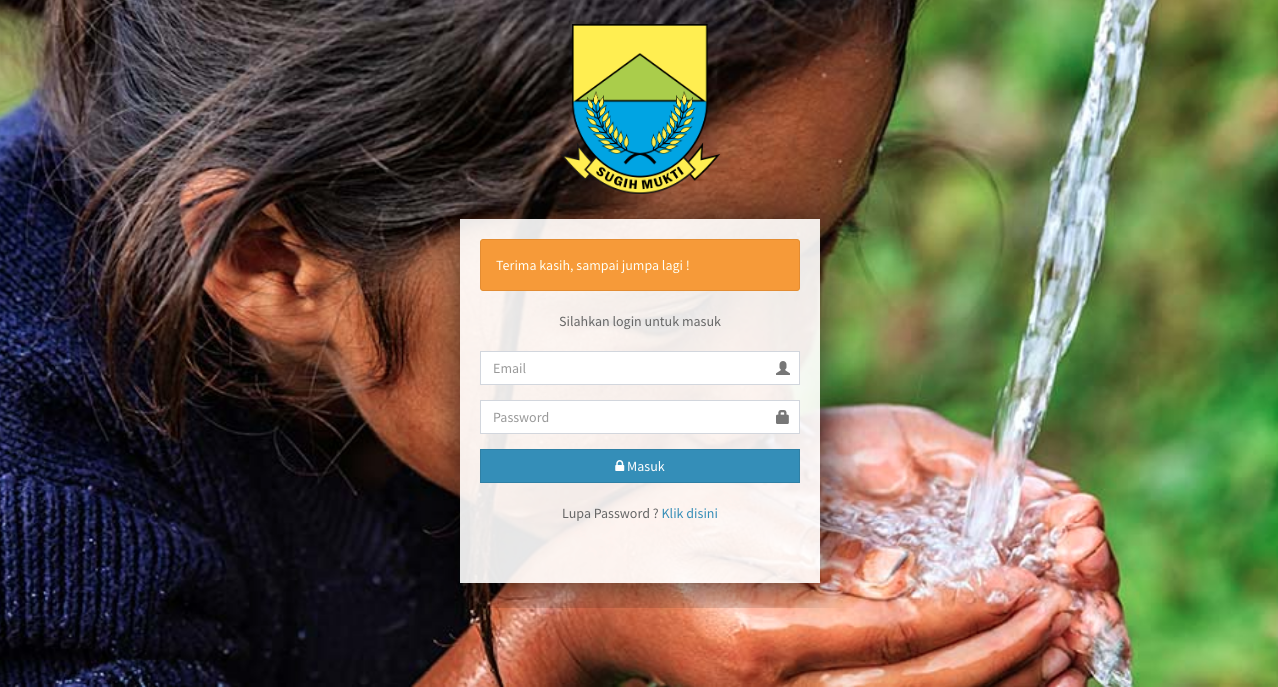 SUGIH MUKTI
Terima kasih, sampai jumpa lagi !
Silahkan login untuk masuk
Email
Password
Masuk
Lupa Password ? Klik disini